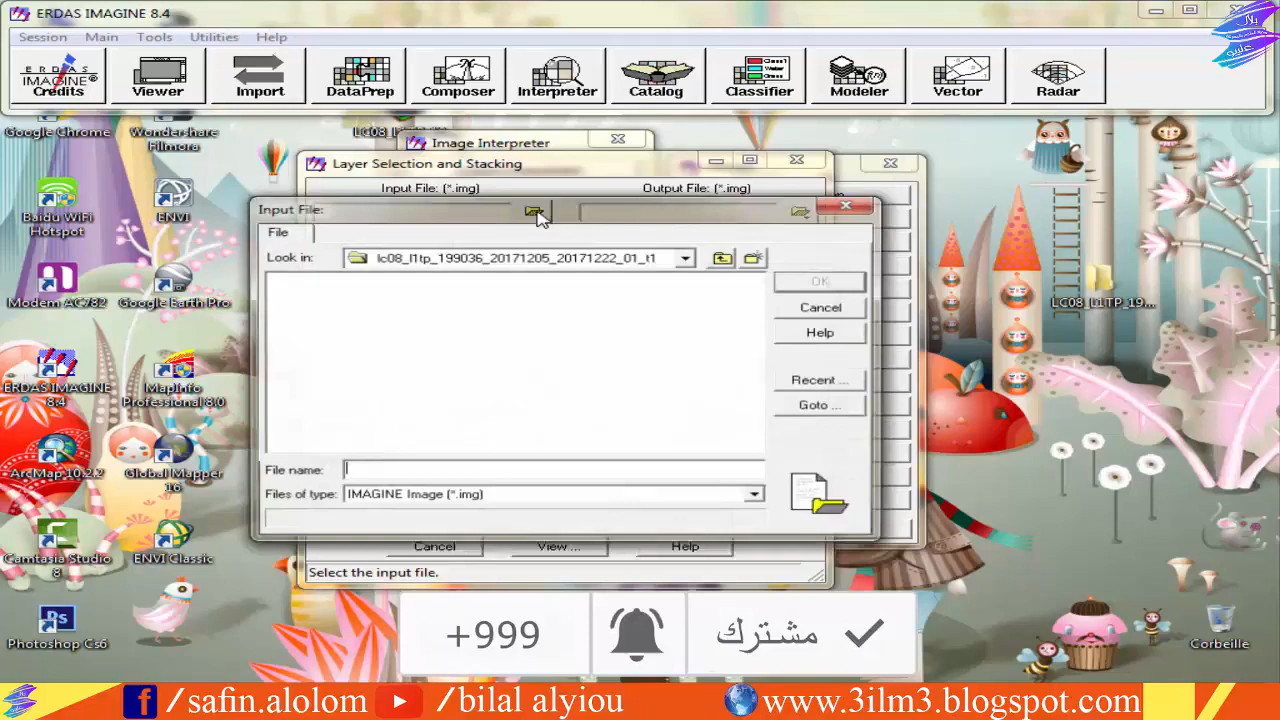 ERDAS IMAGINE 8.4
Session Main Tools Utilities Help
ERDAS
IMAGINE®
Credits
Viewer
Import
DataPrep
Composer
Interpreter
Catalog
Classifier
Modeler
Vector
Radar
بلال
عليبو
Google Chrome
Wondershare
Filmora
Image Interpreter
Layer Selection and Stacking
Input File: (*.img)
Output File: (*.img)
Input File:
File
Look in:
lc08_l1tp_199036_20171205_20171222_01_t1
OK
Cancel
Help
Recent ...
Goto ...
File name:
Files of type:
IMAGINE Image (*.img)
Cancel
View ...
Help
Select the input file.
Baidu WiFi
Hotspot
ENVI
Modem AC782
Google Earth Pro
ERDAS IMAGINE
8.4
MapInfo
Professional 8.0
ArcMap 10.2.2
Global Mapper
16
Camtasia Studio
8
ENVI Classic
Photoshop Cs6
LC08_L1TP_19...
Corbeille
+999
مشترك
/safin.alolom
/bilal alyiou
www.3ilm3.blogspot.com